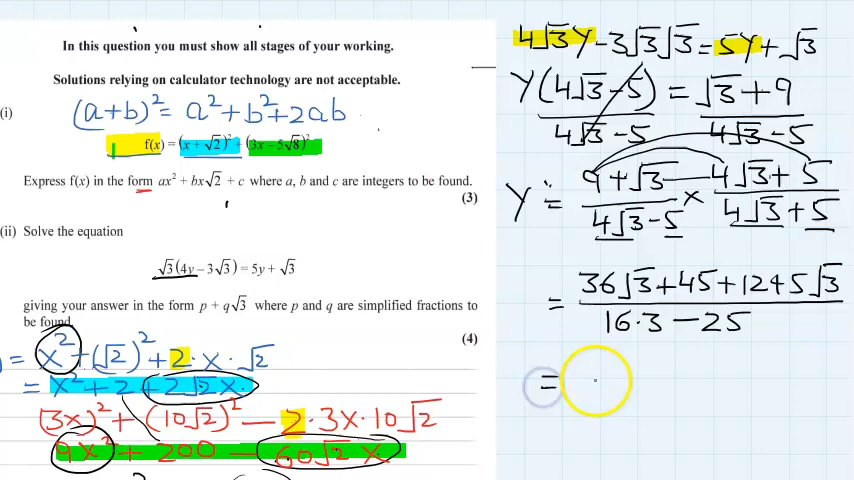 In this question you must show all stages of your working.
Solutions relying on calculator technology are not acceptable.
(i)
(a+b)² = a² + b² + 2ab
f(x) = (x + √2)² + (3x − 5√8)²
Express f(x) in the form ax² + bx√2 + c where a, b and c are integers to be found.
(3)
(ii) Solve the equation
√3(4y − 3√3) = 5y + √3
giving your answer in the form p + q√3 where p and q are simplified fractions to
be found.
(4)
= x² + (√2)² + 2·x·√2
= x² + 2 + 2√2x.
(3x)² + (10√2)² − 2·3x·10√2
9x² + 200 − 60√2 x
4√3Y − 3√3√3 = 5Y + √3
Y(4√3 − 5) = √3 + 9
4√3 − 5 4√3 − 5
Y = 9 + √3 / 4√3 − 5 × 4√3 + 5 / 4√3 + 5
= 36√3 + 45 + 12+5√3 / 16·3 − 25
=